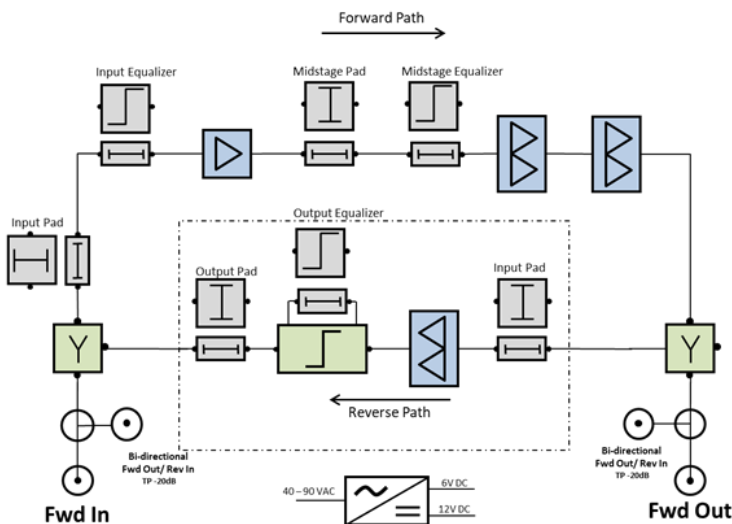 Forward Path
Input Equalizer
Midstage Pad
Midstage Equalizer
Input Pad
Output Equalizer
Output Pad
Input Pad
Y
Y
Reverse Path
Bi-directional
Fwd Out/ Rev In
TP -20dB
Bi-directional
Fwd Out/ Rev In
TP -20dB
40 – 90 VAC
6V DC
12V DC
Fwd In
Fwd Out